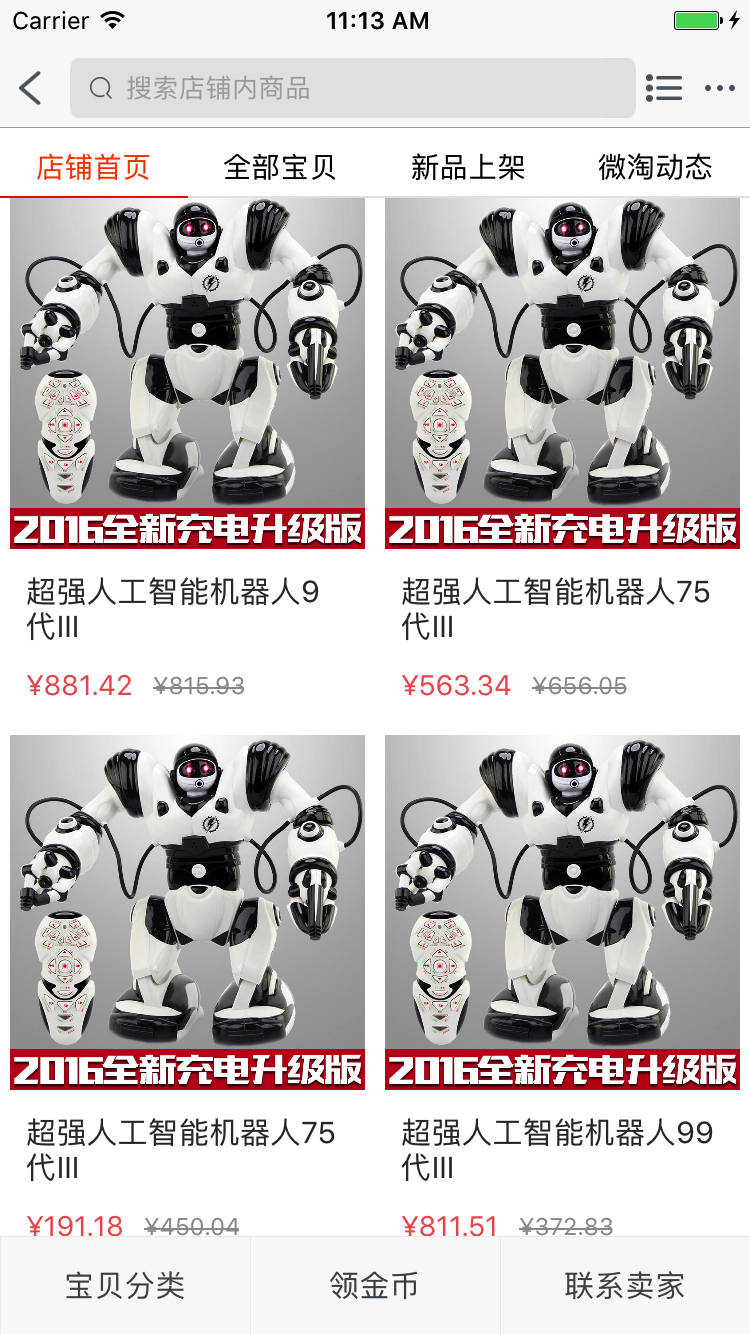 Carrier 11:13 AM
搜索店铺内商品
店铺首页 全部宝贝 新品上架 微淘动态
2016全新充电升级版 2016全新充电升级版
超强人工智能机器人9
代III
¥881.42 ¥815.93
超强人工智能机器人75
代III
¥563.34 ¥656.05
2016全新充电升级版 2016全新充电升级版
超强人工智能机器人75
代III
¥191.18 ¥450.04
超强人工智能机器人99
代III
¥811.51 ¥372.83
宝贝分类 领金币 联系卖家